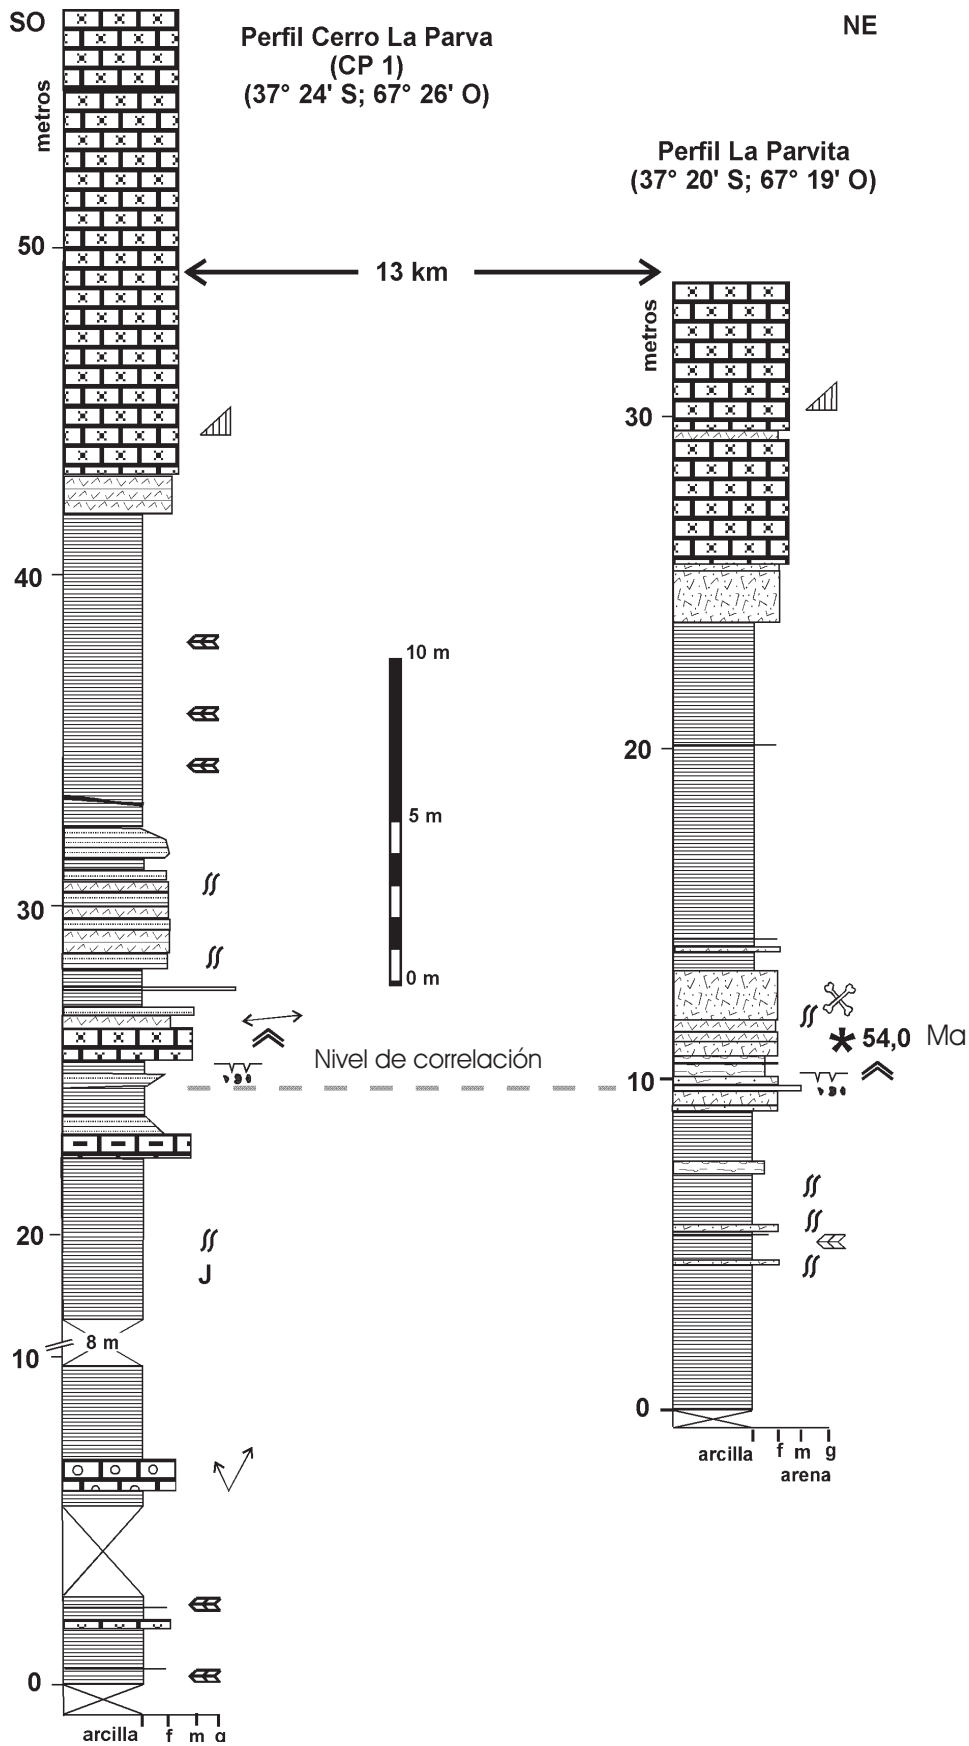 SO
NE
Perfil Cerro La Parva
(CP 1)
(37° 24' S; 67° 26' O)
metros
Perfil La Parvita
(37° 20' S; 67° 19' O)
50
13 km
metros
30
40
10 m
20
5 m
30
0 m
54,0 Ma
Nivel de correlación
10
20
J
8 m
10
0
arcilla f m g
arena
0
arcilla f m g